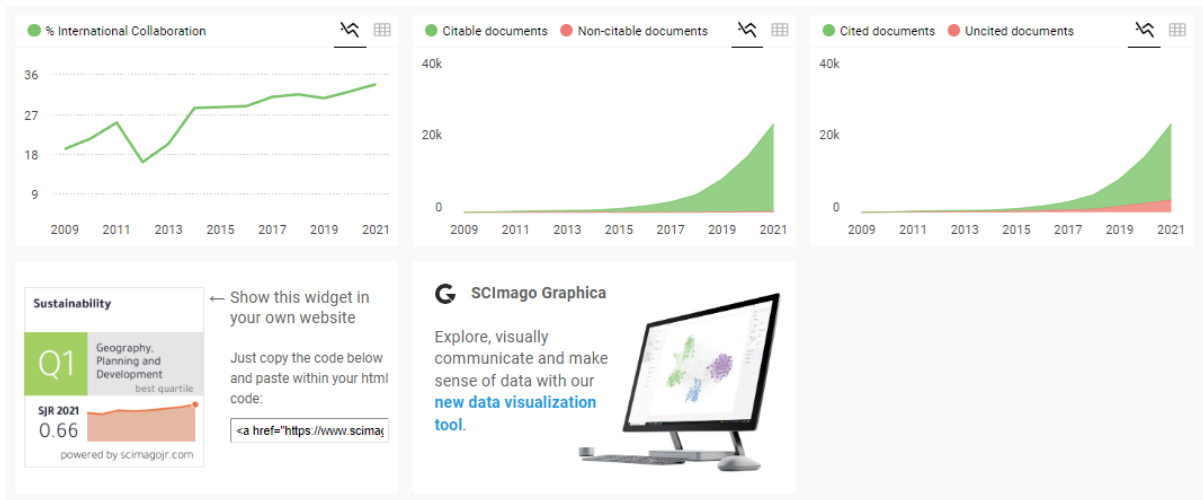 % International Collaboration
36
27
18
9
2009 2011 2013 2015 2017 2019 2021
Citable documents Non-citable documents
40k
20k
0
2009 2011 2013 2015 2017 2019 2021
Cited documents Uncited documents
40k
20k
0
2009 2011 2013 2015 2017 2019 2021
Sustainability
Q1
Geography,
Planning and
Development
best quartile
SJR 2021
0.66
powered by scimagojr.com
← Show this widget in
your own website
Just copy the code below
and paste within your html
code:
<a href="https://www.scimag
SCImago Graphica
Explore, visually
communicate and make
sense of data with our
new data visualization
tool.